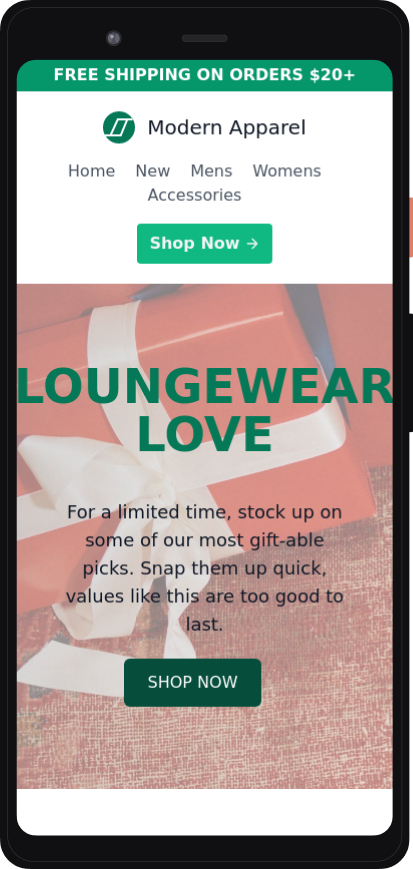 FREE SHIPPING ON ORDERS $20+
Modern Apparel
Home New Mens Womens
Accessories
Shop Now →
LOUNGEWEAR
LOVE
For a limited time, stock up on
some of our most gift-able
picks. Snap them up quick,
values like this are too good to
last.
SHOP NOW